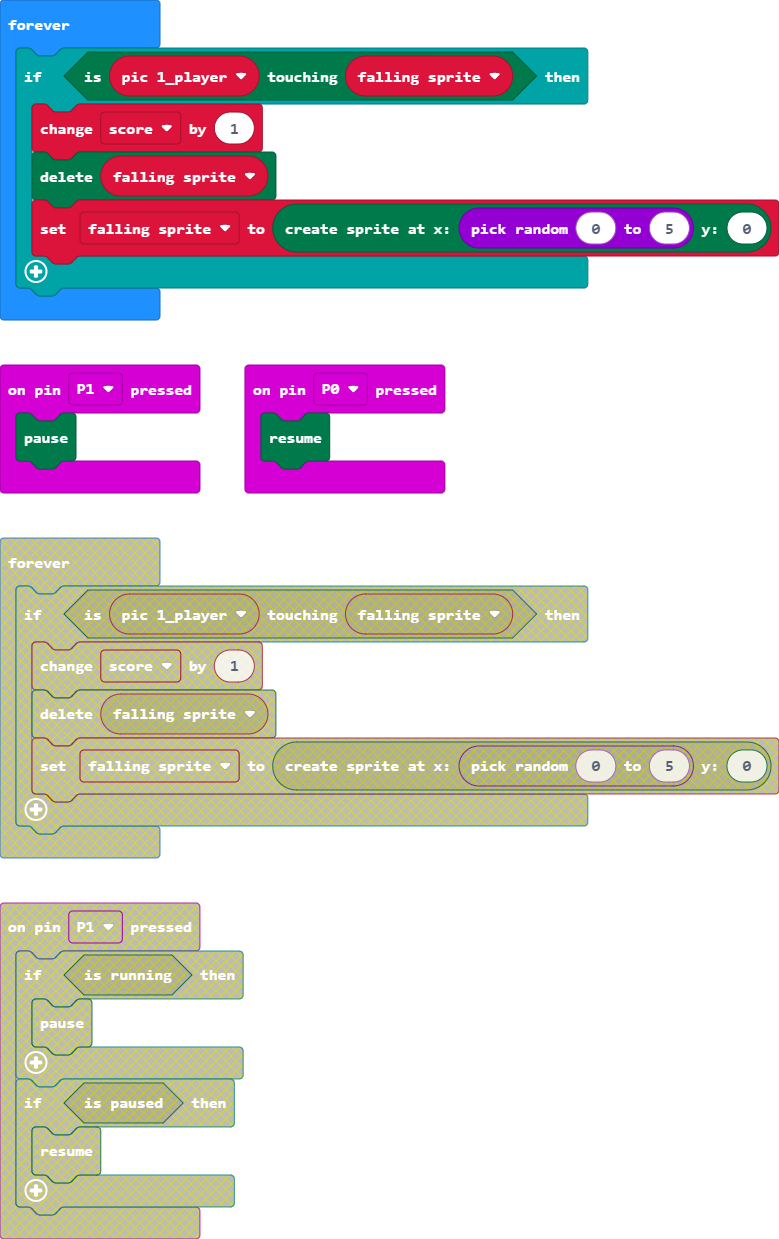 forever
if is pic 1_player touching falling sprite then
change score by 1
delete falling sprite
set falling sprite to create sprite at x: pick random 0 to 5 y: 0
on pin P1 pressed
pause
on pin P0 pressed
resume
forever
if is pic 1_player touching falling sprite then
change score by 1
delete falling sprite
set falling sprite to create sprite at x: pick random 0 to 5 y: 0
on pin P1 pressed
if is running then
pause
if is paused then
resume